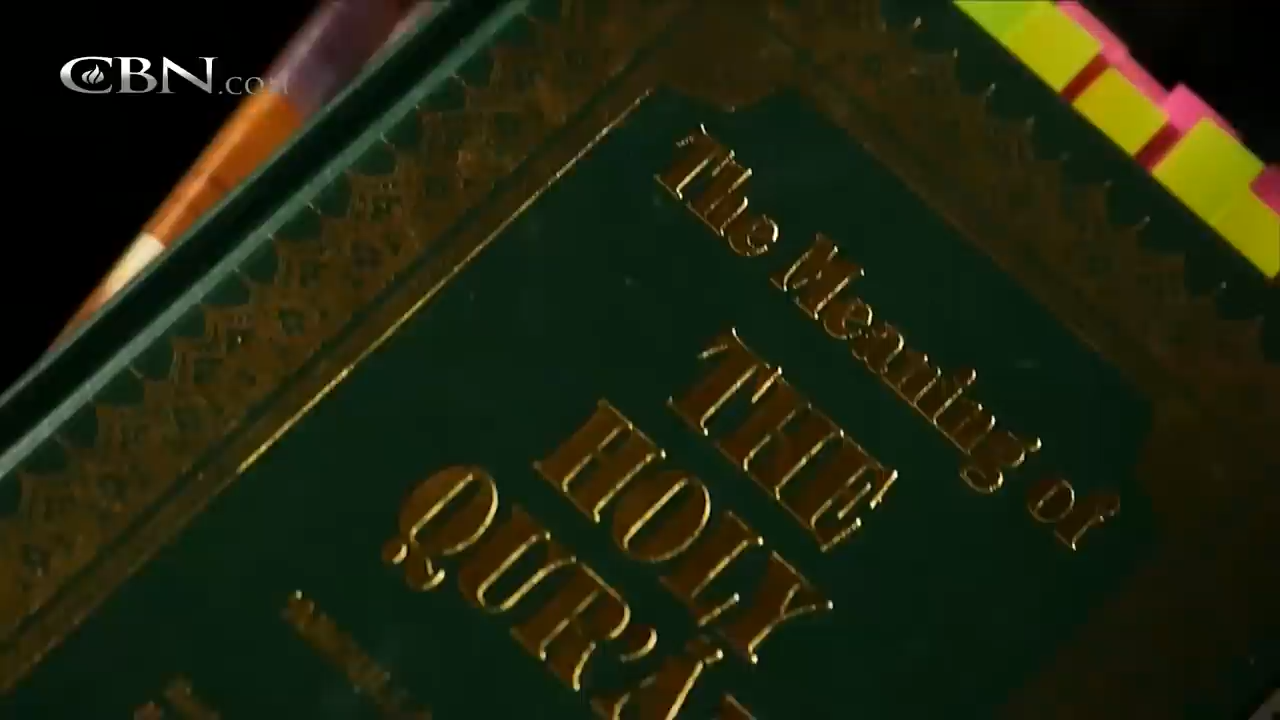 CBN.com
The Meaning of
THE
HOLY
QUR'A